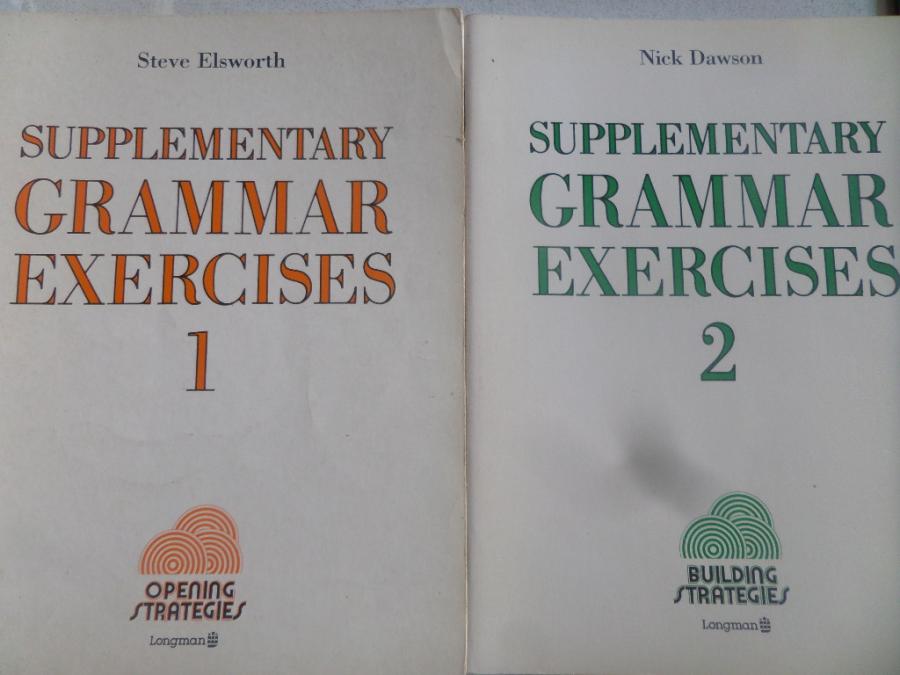 Steve Elsworth
SUPPLEMENTARY
GRAMMAR
EXERCISES
1
OPENING
STRATEGIES
Longman
Nick Dawson
SUPPLEMENTARY
GRAMMAR
EXERCISES
2
BUILDING
STRATEGIES
Longman